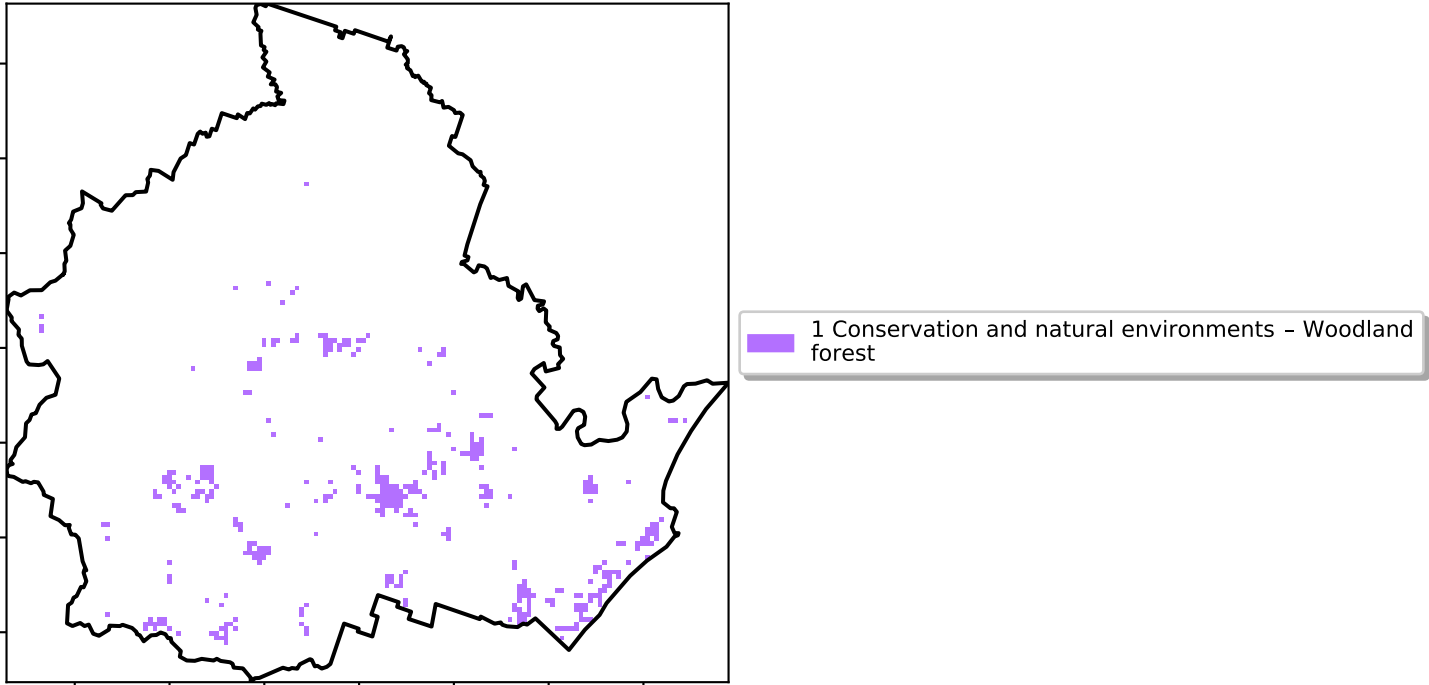 1 Conservation and natural environments – Woodland
forest